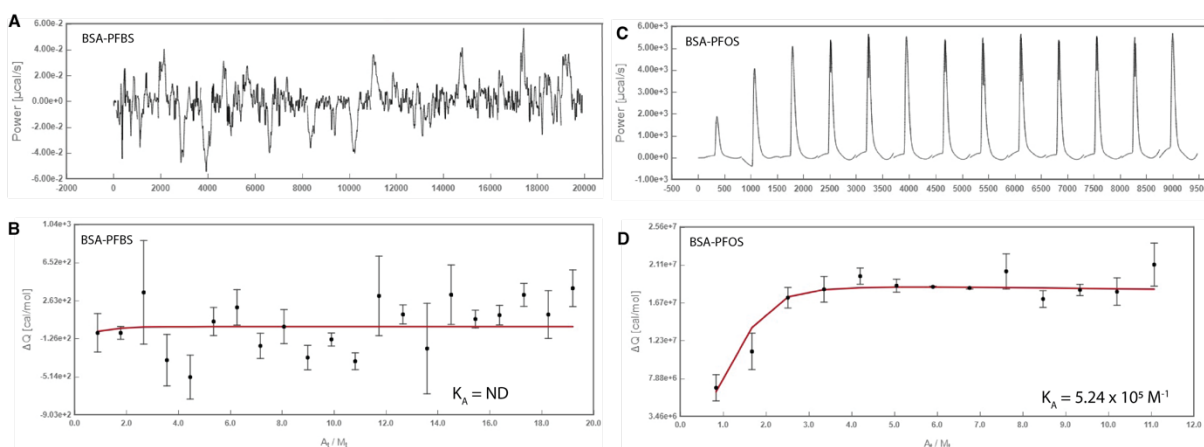 A
BSA-PFBS
Power [µcal/s]
6.00e-2
4.00e-2
2.00e-2
0.00e+0
-2.00e-2
-4.00e-2
-6.00e-2
-2000 0 2000 4000 6000 8000 10000 12000 14000 16000 18000 20000
C
BSA-PFOS
Power [µcal/s]
6.00e+3
5.00e+3
4.00e+3
3.00e+3
2.00e+3
1.00e+3
0.00e+0
-1.00e+3
-500 0 500 1000 1500 2000 2500 3000 3500 4000 4500 5000 5500 6000 6500 7000 7500 8000 8500 9000 950
B
BSA-PFBS
ΔQ [cal/mol]
1.04e+3
6.52e+2
2.63e+2
-1.26e+2
-5.14e+2
-9.03e+2
0.0 2.0 4.0 6.0 8.0 10.0 12.0 14.0 16.0 18.0 20.0
K_A = ND
D
BSA-PFOS
ΔQ [cal/mol]
2.56e+7
2.11e+7
1.67e+7
1.23e+7
7.88e+6
3.46e+6
0.0 1.0 2.0 3.0 4.0 5.0 6.0 7.0 8.0 9.0 10.0 11.0 12.0
K_A = 5.24 x 10⁵ M⁻¹